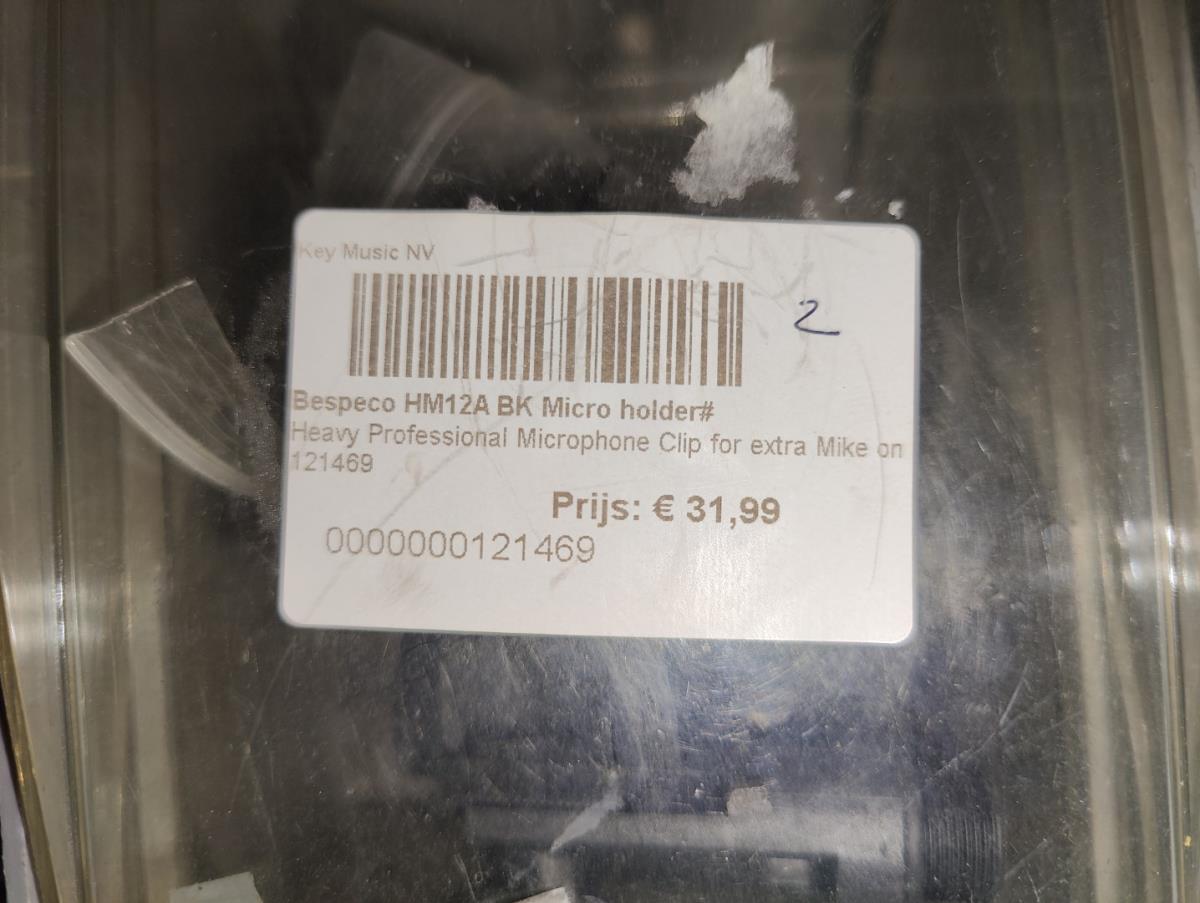 Key Music NV
2
Bespeco HM12A BK Micro holder#
Heavy Professional Microphone Clip for extra Mike on
121469
Prijs: € 31,99
0000000121469